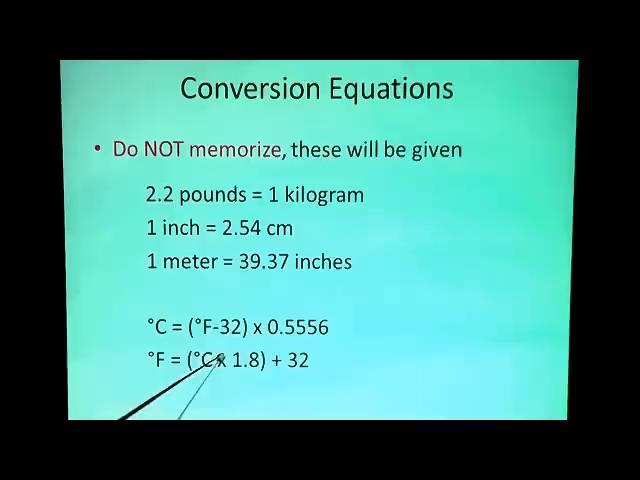 Conversion Equations
• Do NOT memorize, these will be given
2.2 pounds = 1 kilogram
1 inch = 2.54 cm
1 meter = 39.37 inches
°C = (°F-32) x 0.5556
°F = (°C x 1.8) + 32